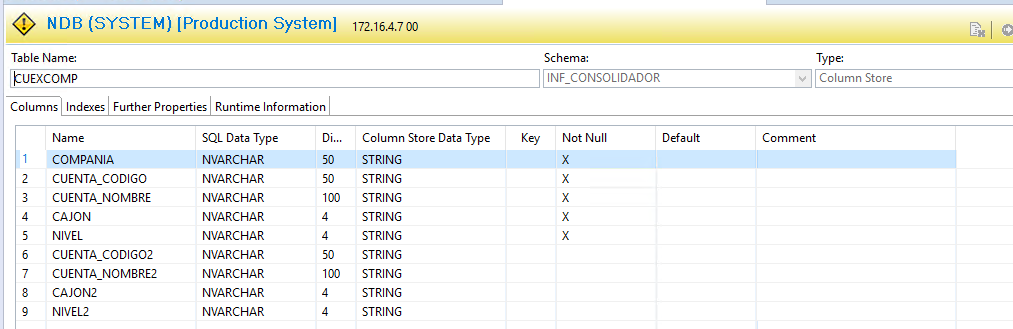 NDB (SYSTEM) [Production System] 172.16.4.7 00
Table Name: Schema: Type:
CUEXCOMP INF_CONSOLIDADOR Column Store
Columns Indexes Further Properties Runtime Information
Name SQL Data Type Di... Column Store Data Type Key Not Null Default Comment
1 COMPANIA NVARCHAR 50 STRING X
2 CUENTA_CODIGO NVARCHAR 50 STRING X
3 CUENTA_NOMBRE NVARCHAR 100 STRING X
4 CAJON NVARCHAR 4 STRING X
5 NIVEL NVARCHAR 4 STRING X
6 CUENTA_CODIGO2 NVARCHAR 50 STRING
7 CUENTA_NOMBRE2 NVARCHAR 100 STRING
8 CAJON2 NVARCHAR 4 STRING
9 NIVEL2 NVARCHAR 4 STRING